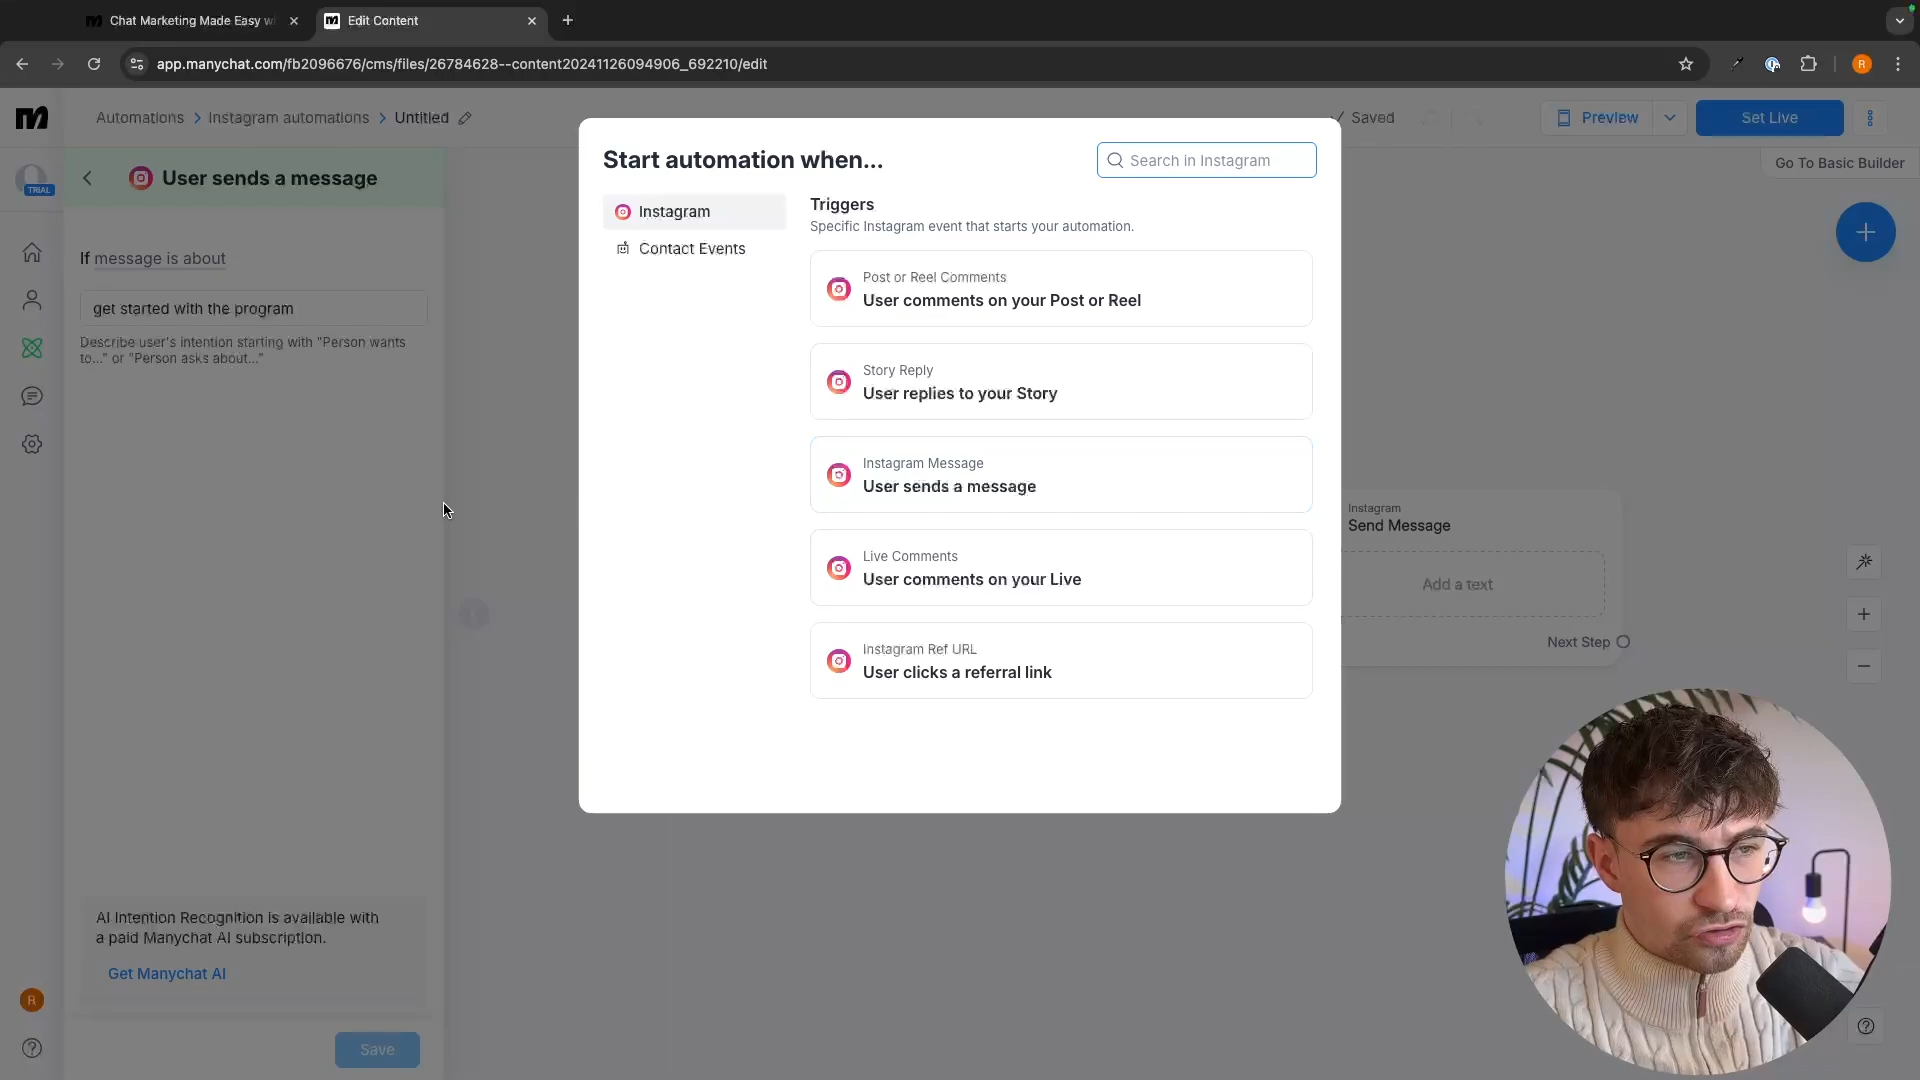 Chat Marketing Made Easy w
Edit Content
app.manychat.com/fb2096676/cms/files/26784628--content20241126094906_692210/edit
R
Automations
Instagram automations
Untitled
Saved
Preview
Set Live
Go To Basic Builder
TRIAL
User sends a message
If message is about
get started with the program
Describe user's intention starting with "Person wants
to..." or "Person asks about..."
AI Intention Recognition is available with
a paid Manychat AI subscription.
Get Manychat AI
Save
R
Start automation when...
Search in Instagram
Instagram
Contact Events
Triggers
Specific Instagram event that starts your automation.
Post or Reel Comments
User comments on your Post or Reel
Story Reply
User replies to your Story
Instagram Message
User sends a message
Live Comments
User comments on your Live
Instagram Ref URL
User clicks a referral link
Instagram
Send Message
Add a text
Next Step